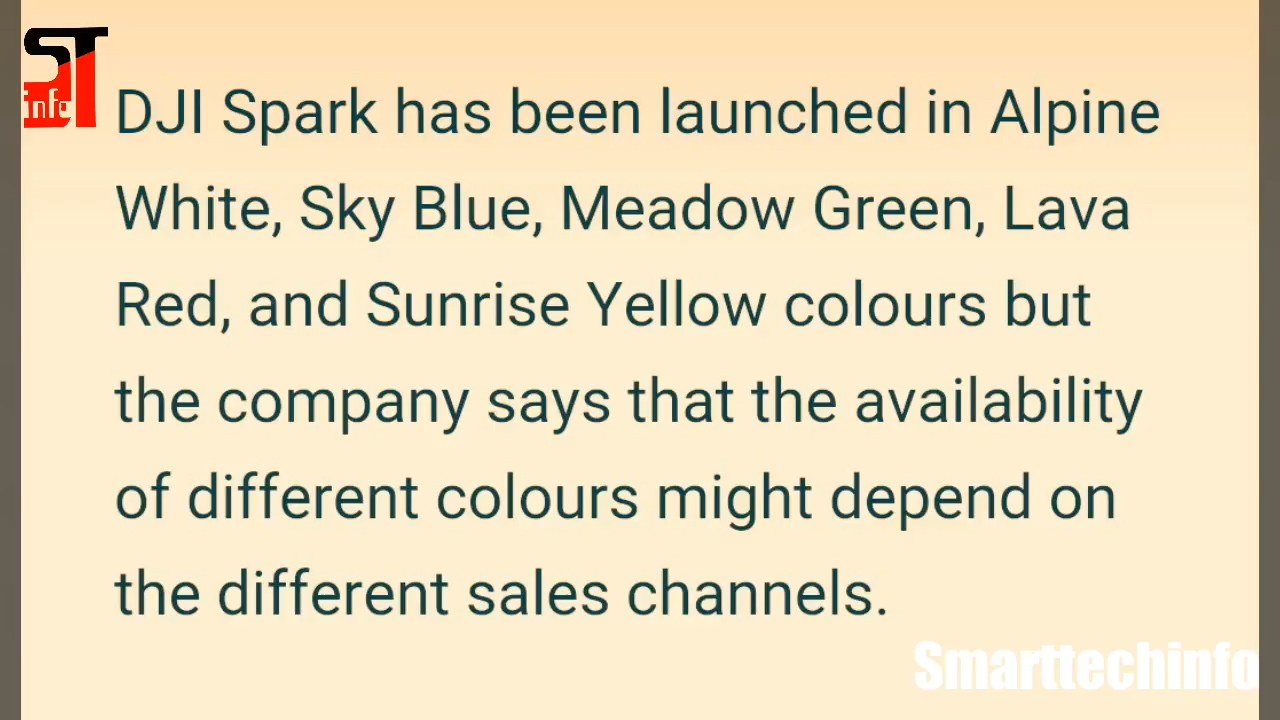 ST
info
DJI Spark has been launched in Alpine
White, Sky Blue, Meadow Green, Lava
Red, and Sunrise Yellow colours but
the company says that the availability
of different colours might depend on
the different sales channels.
Smarttechinfo